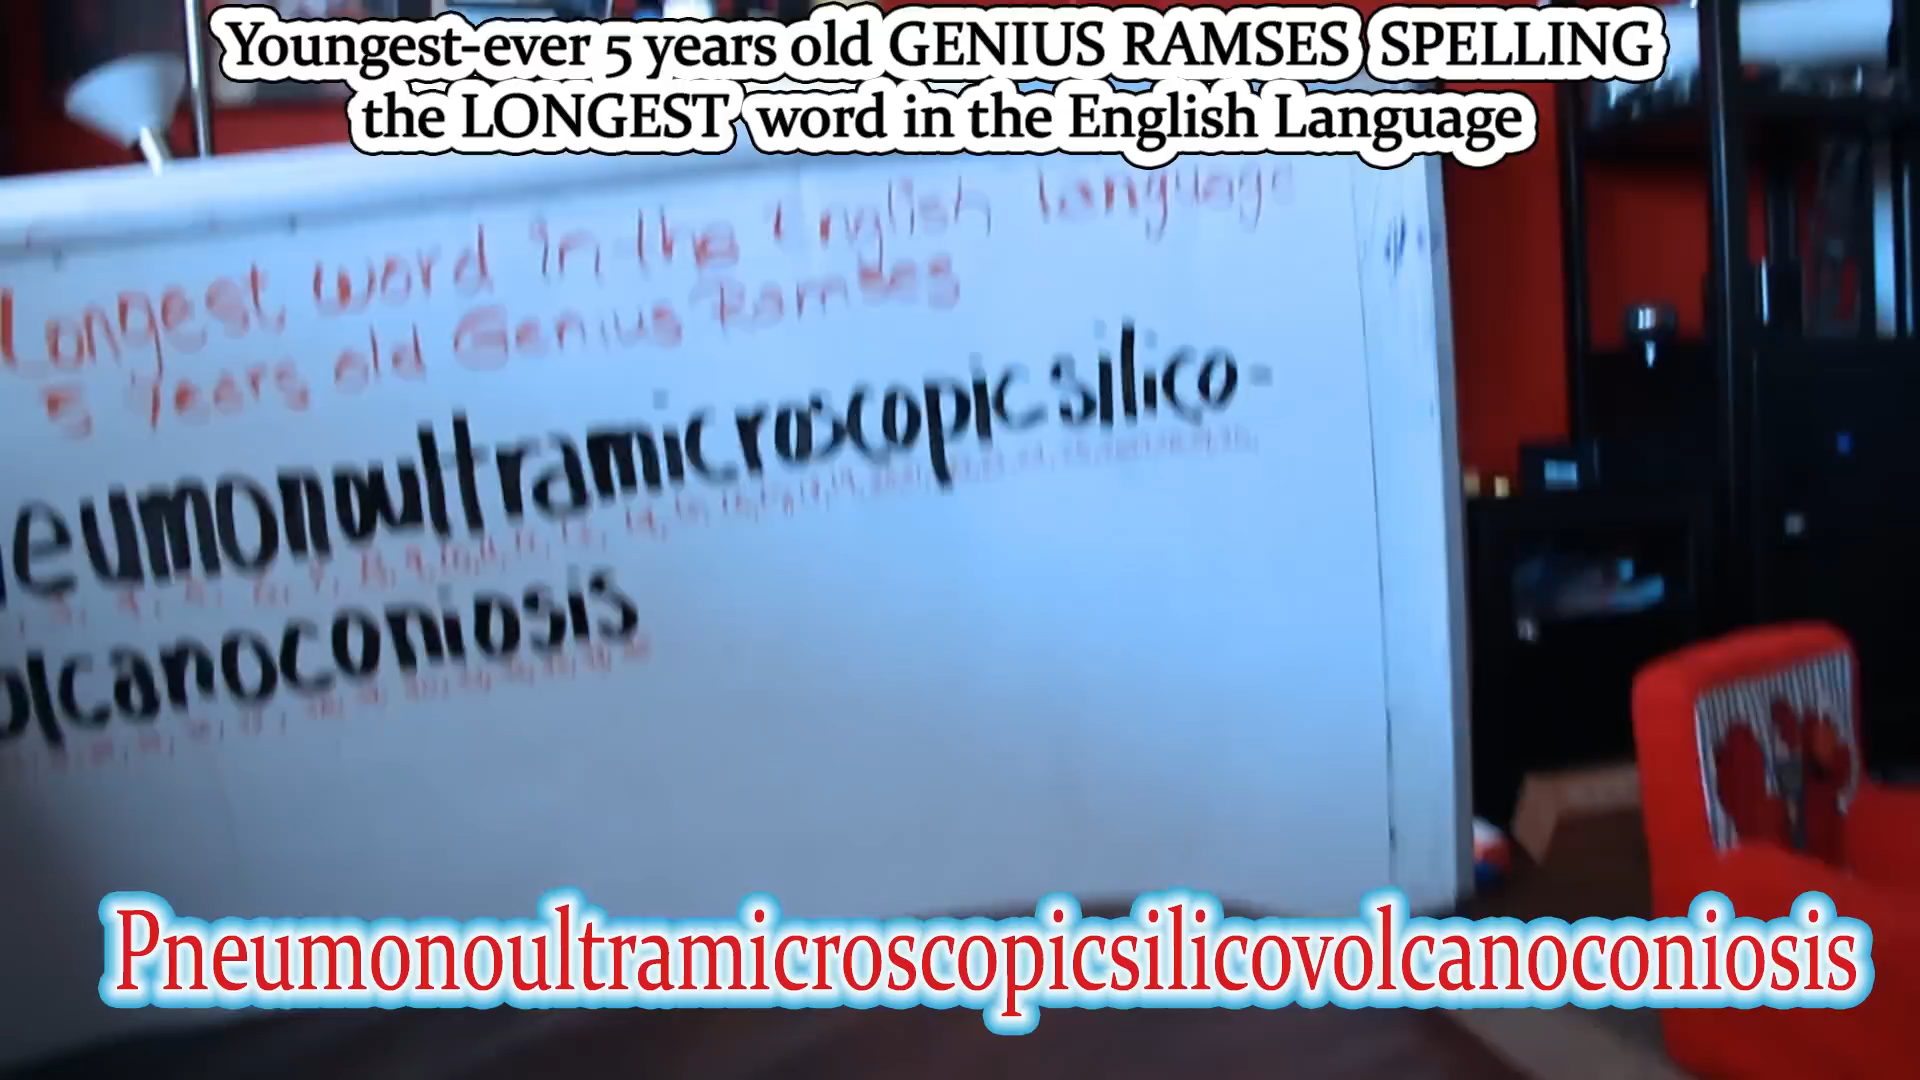 Youngest-ever 5 years old GENIUS RAMSES SPELLING
the LONGEST word in the English Language
Longest word in the English language
5 Years old Genius Ramses
neumonoultramicroscopicsilico-
olcanoconiosis
Pneumonoultramicroscopicsilicovolcanoconiosis